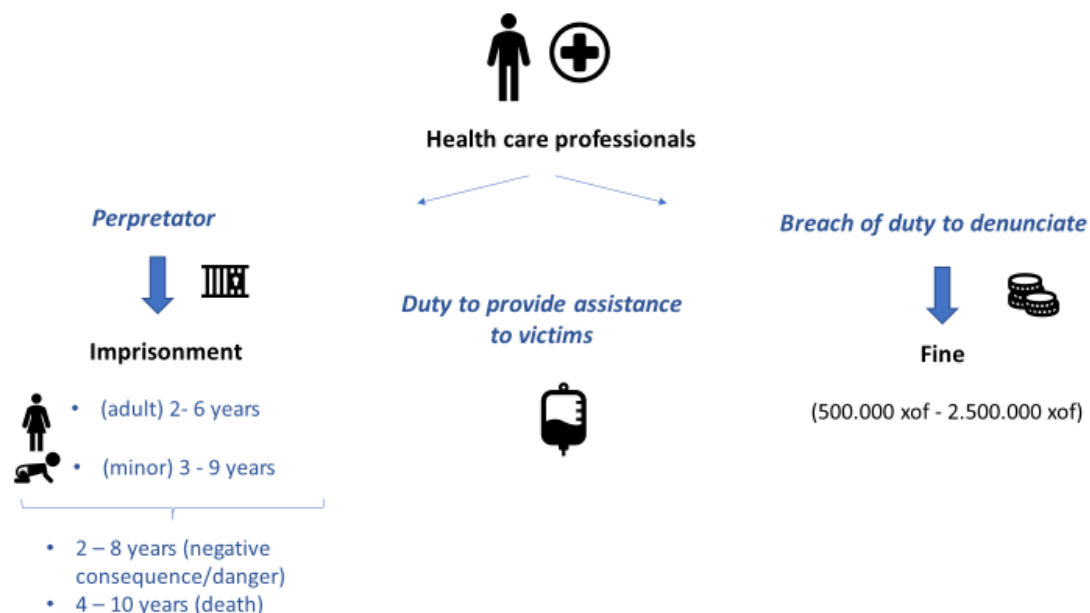 Health care professionals
Perpretator
Imprisonment
• (adult) 2- 6 years
• (minor) 3 - 9 years
• 2 – 8 years (negative
consequence/danger)
• 4 – 10 years (death)
Duty to provide assistance
to victims
Breach of duty to denunciate
Fine
(500.000 xof - 2.500.000 xof)